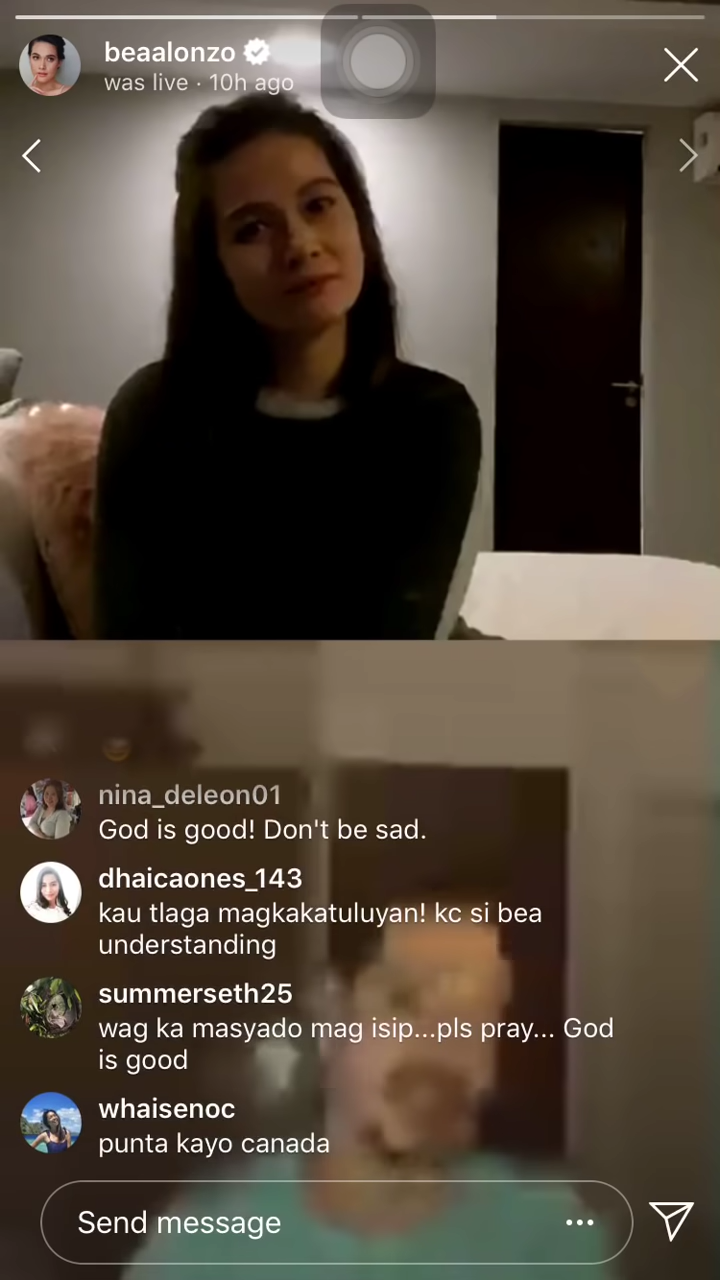 beaalonzo
was live · 10h ago
nina_deleon01
God is good! Don't be sad.
dhaicaones_143
kau tlaga magkakatuluyan! kc si bea
understanding
summerseth25
wag ka masyado mag isip...pls pray... God
is good
whaisenoc
punta kayo canada
Send message